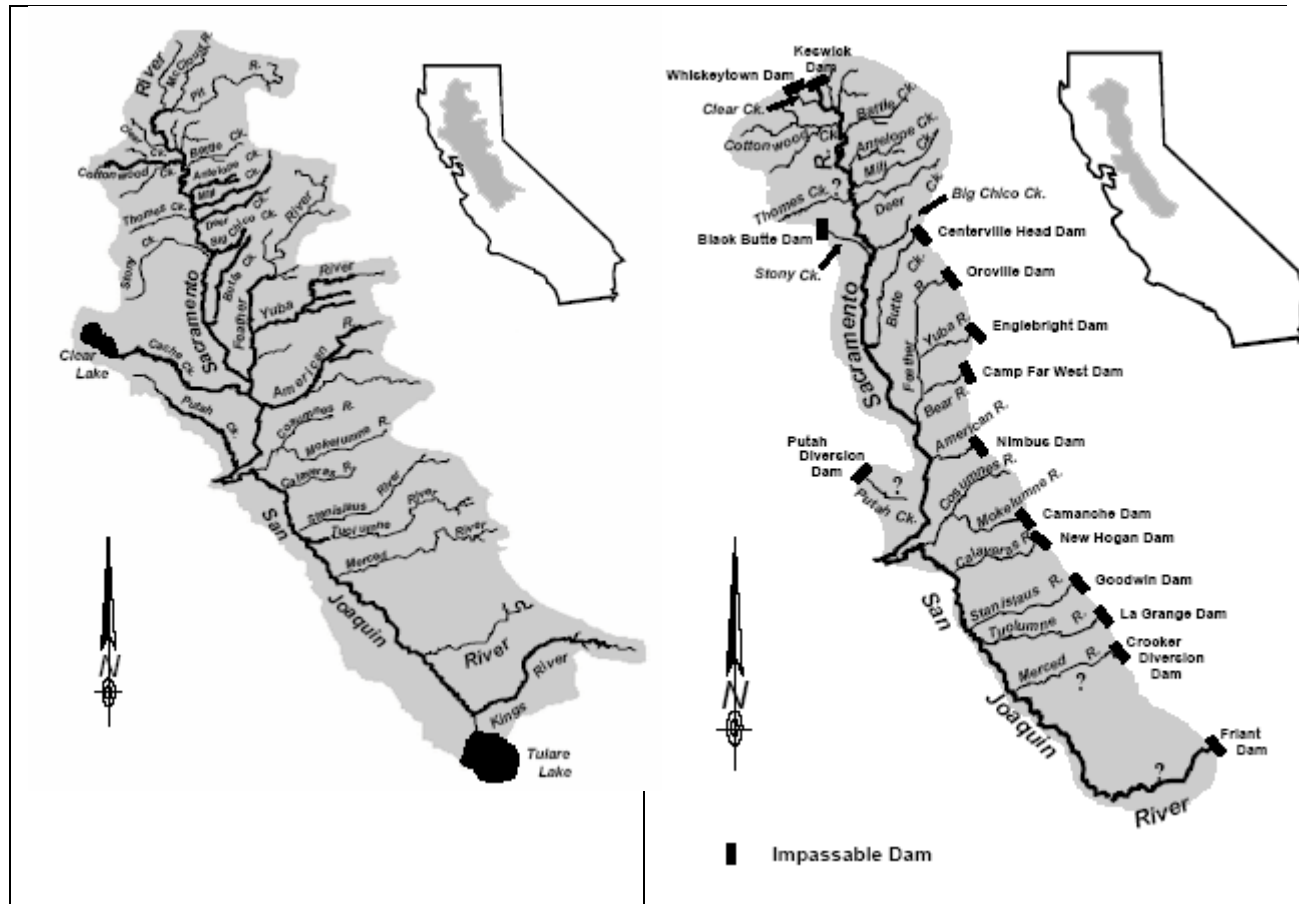 River
McCloud R.
Pit
R.
Clear
Ck.
Cottonwood Ck.
Battle Ck.
Antelope Ck.
Mill
Deer Ck.
Big Chico Ck.
Thomes Ck.
Stony
Ck.
Butte Ck.
River
Feather
River
Yuba
Sacramento
American
R.
Clear
Lake
Cache Ck.
Putah
Ck.
Cosumnes R.
Mokelumne R.
Calaveras R.
Stanislaus River
Tuolumne River
Merced River
San
Joaquin
River
Kings
River
Tulare
Lake
N
Keswick
Dam
Whiskeytown Dam
Clear Ck.
Battle Ck.
Cottonwood Ck.
R.
Antelope Ck.
Mill
Ck.
Thomes Ck. ?
Deer
Ck.
Big Chico Ck.
Black Butte Dam
Centerville Head Dam
Stony Ck.
Oroville Dam
Sacramento
Butte
Ck.
Feather
R.
Yuba R.
Englebright Dam
Camp Far West Dam
Bear R.
American R.
Nimbus Dam
Putah
Diversion
Dam
?
Putah Ck.
Cosumnes R.
Mokelumne R.
Camanche Dam
New Hogan Dam
Calaveras R.
Goodwin Dam
Stanislaus R.
La Grange Dam
Tuolumne R.
Crooker
Diversion
Dam
Merced R.
?
San
Joaquin
Friant
Dam
?
River
N
Impassable Dam